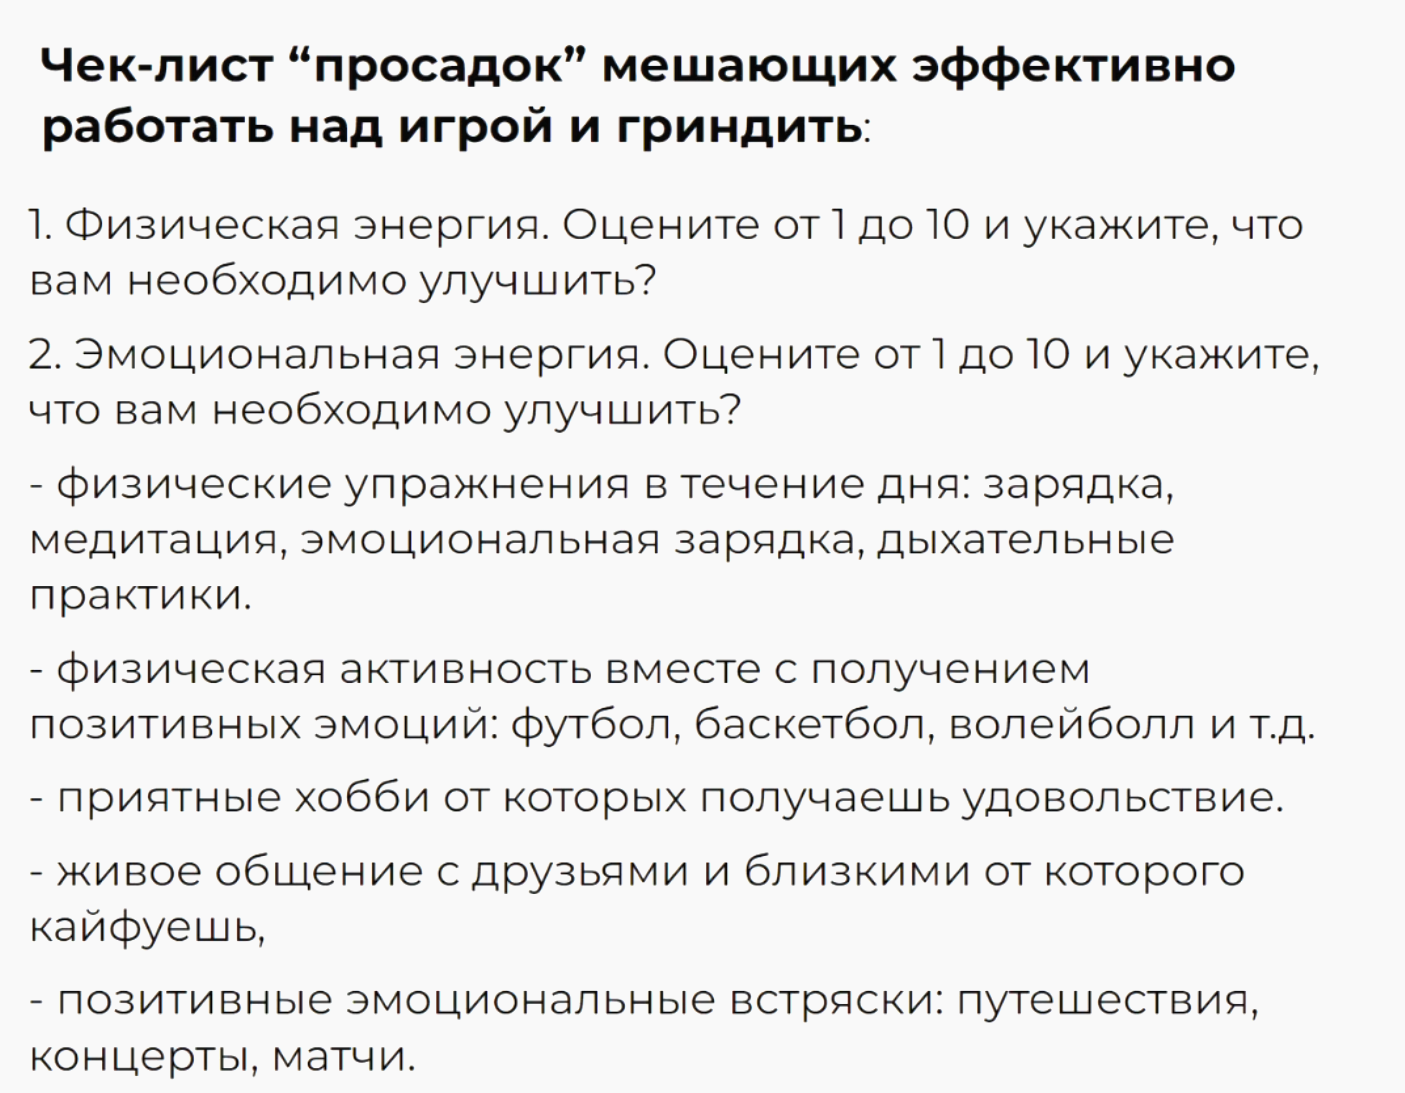 Чек-лист “просадок” мешающих эффективно
работать над игрой и гриндить:
1. Физическая энергия. Оцените от 1 до 10 и укажите, что
вам необходимо улучшить?
2. Эмоциональная энергия. Оцените от 1 до 10 и укажите,
что вам необходимо улучшить?
- физические упражнения в течение дня: зарядка,
медитация, эмоциональная зарядка, дыхательные
практики.
- физическая активность вместе с получением
позитивных эмоций: футбол, баскетбол, волейболл и т.д.
- приятные хобби от которых получаешь удовольствие.
- живое общение с друзьями и близкими от которого
кайфуешь,
- позитивные эмоциональные встряски: путешествия,
концерты, матчи.